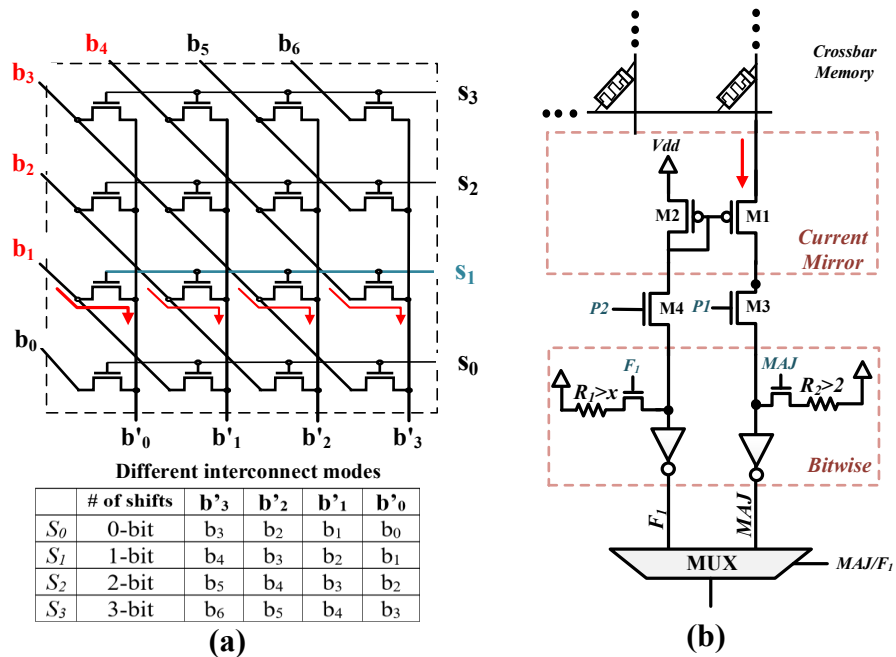 b4 b5 b6
b3
s3
b2
s2
b1
s1
b0
s0
b'0 b'1 b'2 b'3
Different interconnect modes
# of shifts b’3 b’2 b’1 b’0
S0 0-bit b3 b2 b1 b0
S1 1-bit b4 b3 b2 b1
S2 2-bit b5 b4 b3 b2
S3 3-bit b6 b5 b4 b3
(a)
Crossbar
Memory
Vdd
M2 M1
Current
Mirror
P2 M4 P1 M3
F1 MAJ
R1>x R2>2
Bitwise
F1 MAJ
MUX MAJ/F1
(b)